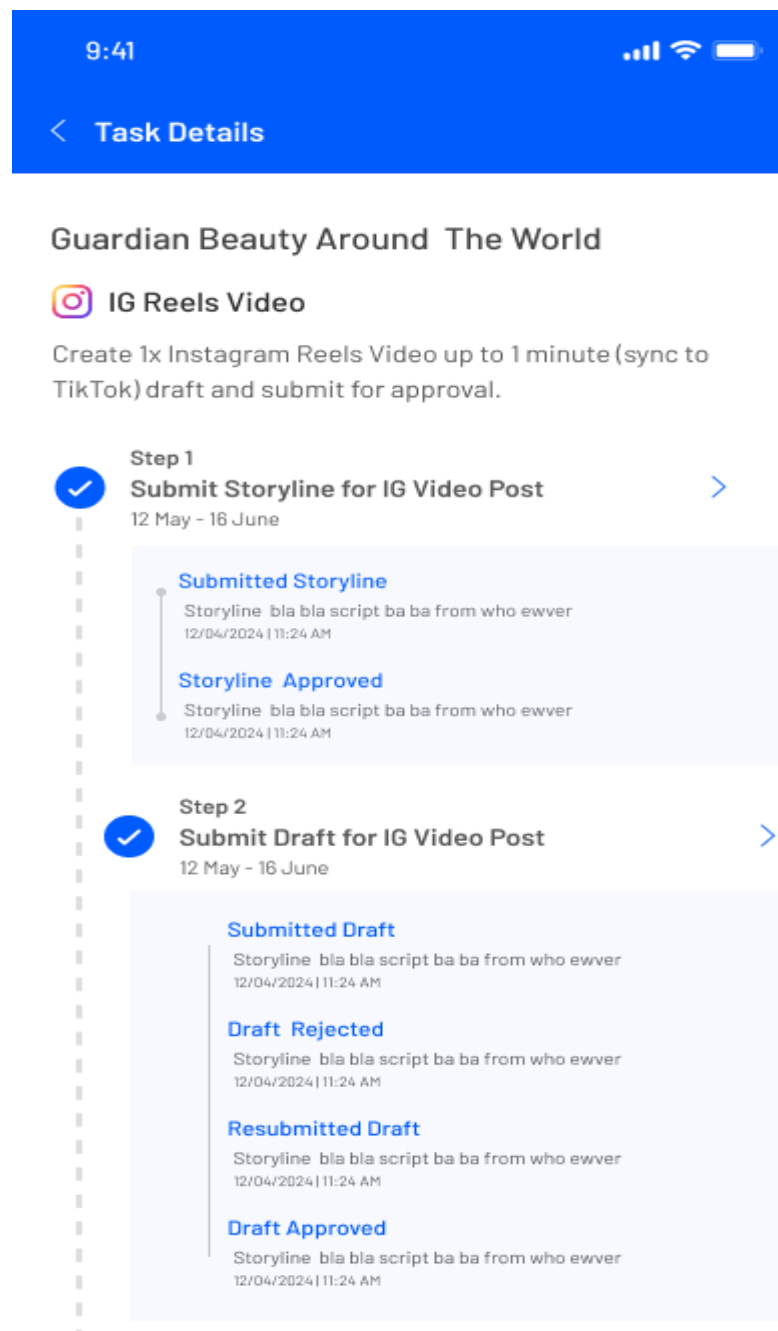 9:41
Task Details
Guardian Beauty Around The World
IG Reels Video
Create 1x Instagram Reels Video up to 1 minute (sync to
TikTok) draft and submit for approval.
Step 1
Submit Storyline for IG Video Post
12 May - 16 June
Submitted Storyline
Storyline bla bla script ba ba from who ewver
12/04/2024 | 11:24 AM
Storyline Approved
Storyline bla bla script ba ba from who ewver
12/04/2024 | 11:24 AM
Step 2
Submit Draft for IG Video Post
12 May - 16 June
Submitted Draft
Storyline bla bla script ba ba from who ewver
12/04/2024 | 11:24 AM
Draft Rejected
Storyline bla bla script ba ba from who ewver
12/04/2024 | 11:24 AM
Resubmitted Draft
Storyline bla bla script ba ba from who ewver
12/04/2024 | 11:24 AM
Draft Approved
Storyline bla bla script ba ba from who ewver
12/04/2024 | 11:24 AM